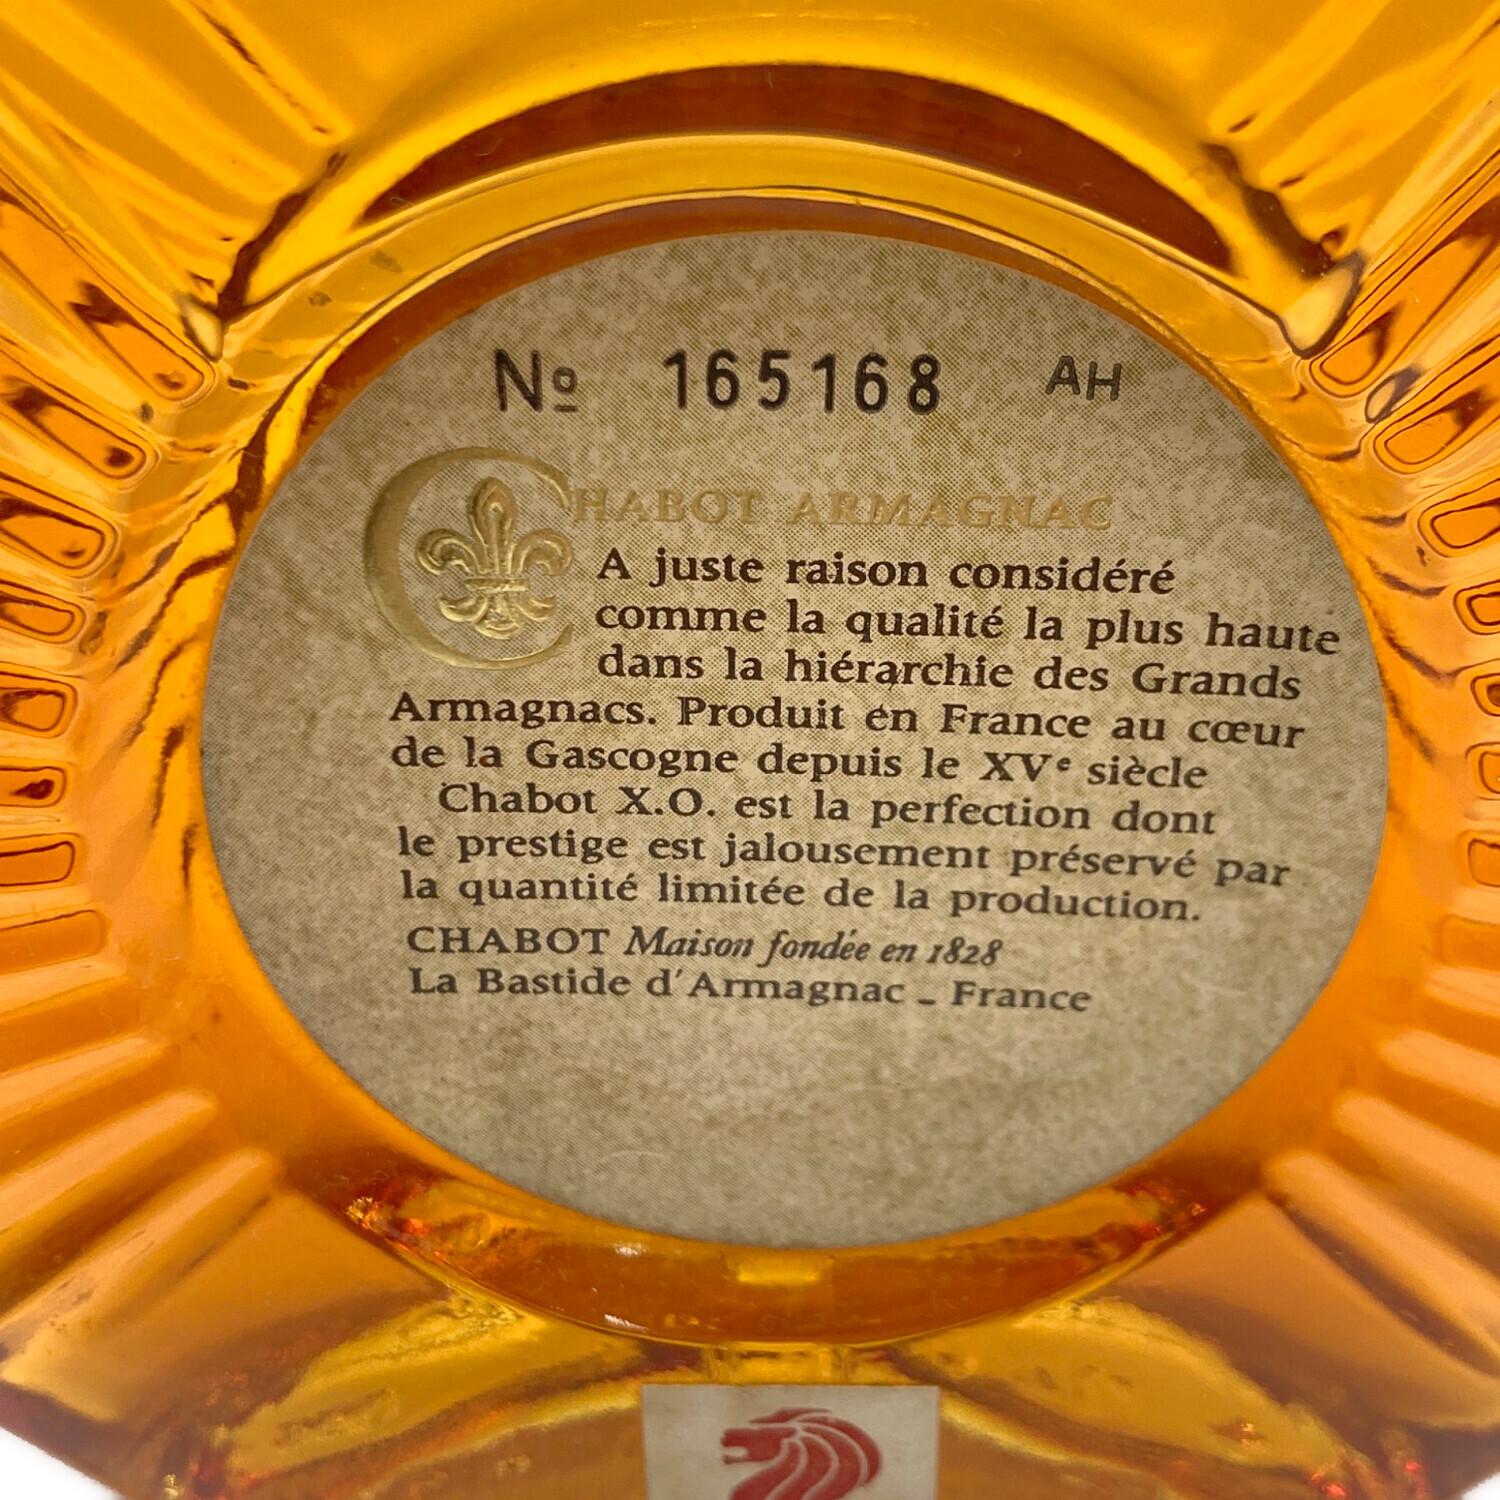 Nº 165168 AH
CHABOT ARMAGNAC
A juste raison considéré
comme la qualité la plus haute
dans la hiérarchie des Grands
Armagnacs. Produit en France au cœur
de la Gascogne depuis le XVᵉ siècle
Chabot X.O. est la perfection dont
le prestige est jalousement préservé par
la quantité limitée de la production.
CHABOT Maison fondée en 1828
La Bastide d'Armagnac – France